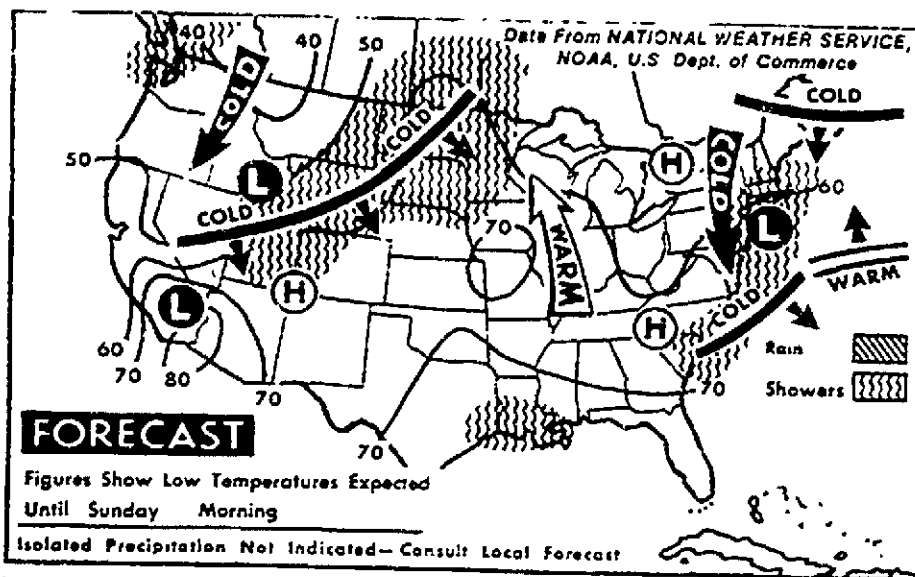 Data From NATIONAL WEATHER SERVICE,
NOAA, U.S Dept. of Commerce
40
40
50
COLD
COLD
COLD
50
L
H
COLD
60
COLD
L
70
WARM
WARM
H
L
H
COLD
60
70
80
70
70
70
Rain
Showers
FORECAST
Figures Show Low Temperatures Expected
Until Sunday Morning
Isolated Precipitation Not Indicated—Consult Local Forecast